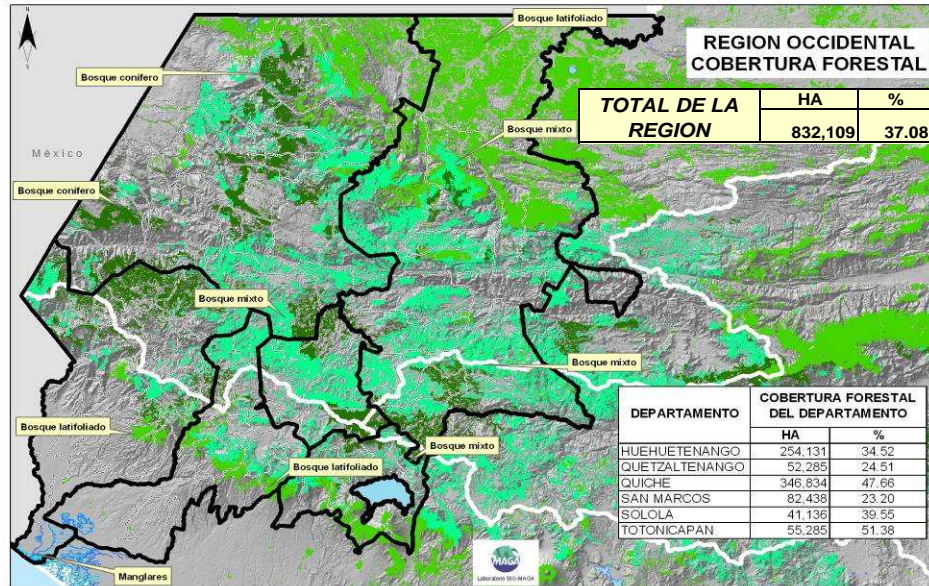 N
Bosque latifoliado
REGION OCCIDENTAL
COBERTURA FORESTAL
Bosque conífero
TOTAL DE LA REGION
HA %
832,109 37.08
Bosque mixto
México
Bosque conífero
Bosque mixto
Bosque mixto
DEPARTAMENTO
COBERTURA FORESTAL
DEL DEPARTAMENTO
HA %
HUEHUETENANGO 254,131 34.52
QUETZALTENANGO 52,285 24.51
QUICHE 346,834 47.66
SAN MARCOS 82,438 23.20
SOLOLA 41,136 39.55
TOTONICAPAN 55,285 51.38
Bosque latifoliado
Bosque mixto
Bosque latifoliado
MAGA
Laboratorio SIG-MAGA
Manglares